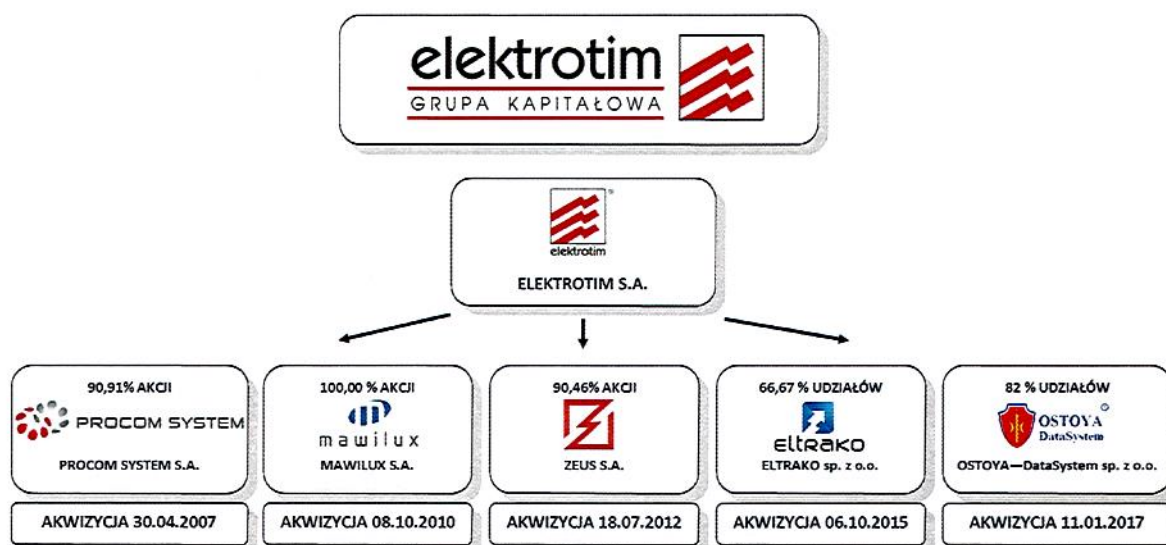 elektrotim
GRUPA KAPITAŁOWA
elektrotim
ELEKTROTIM S.A.
90,91% AKCJI
PROCOM SYSTEM
PROCOM SYSTEM S.A.
100,00 % AKCJI
mawilux
MAWILUX S.A.
90,46% AKCJI
ZEUS S.A.
66,67 % UDZIAŁÓW
ELTRAKO
ELTRAKO sp. z o.o.
82 % UDZIAŁÓW
OSTOYA
DataSystem
OSTOYA—DataSystem sp. z o.o.
AKWIZYCJA 30.04.2007
AKWIZYCJA 08.10.2010
AKWIZYCJA 18.07.2012
AKWIZYCJA 06.10.2015
AKWIZYCJA 11.01.2017